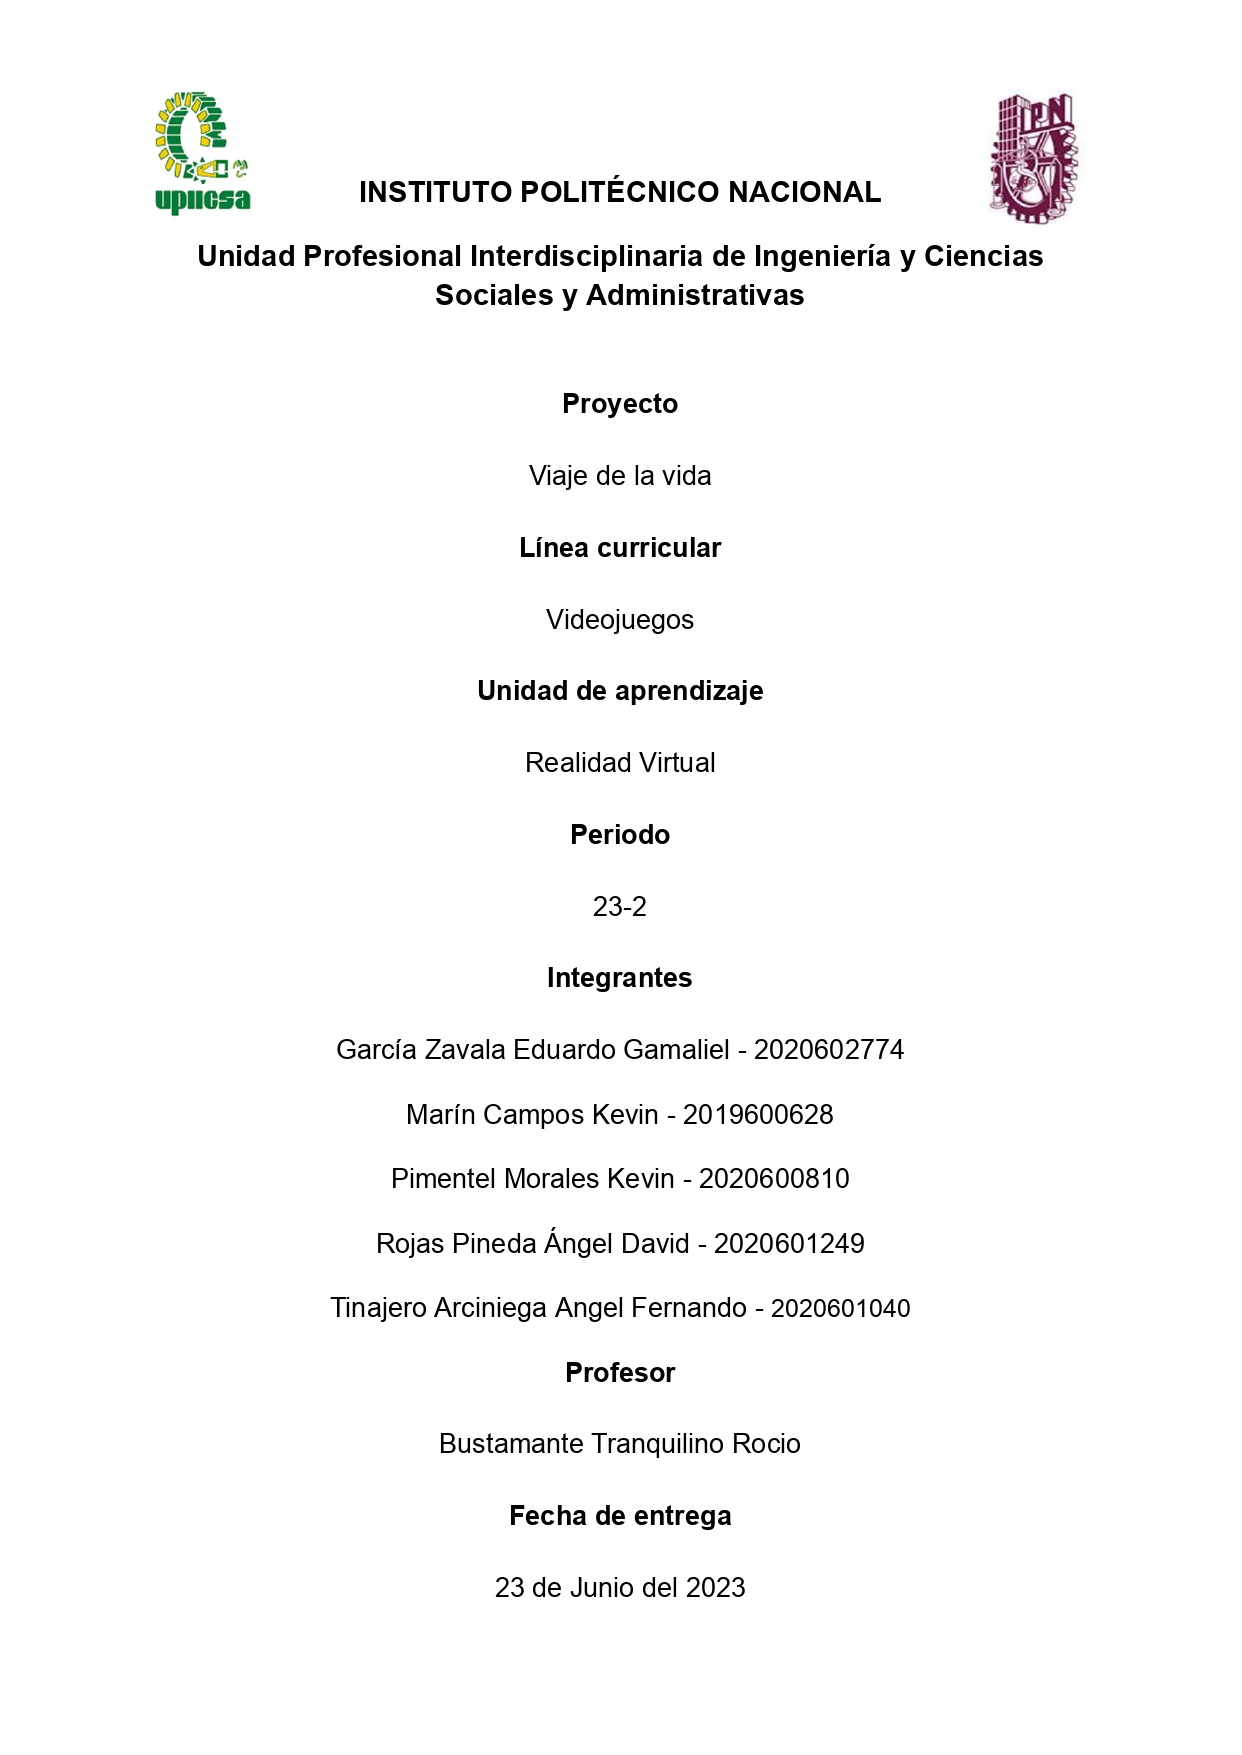 upiicsa
IPN
INSTITUTO POLITÉCNICO NACIONAL
Unidad Profesional Interdisciplinaria de Ingeniería y Ciencias
Sociales y Administrativas
Proyecto
Viaje de la vida
Línea curricular
Videojuegos
Unidad de aprendizaje
Realidad Virtual
Periodo
23-2
Integrantes
García Zavala Eduardo Gamaliel - 2020602774
Marín Campos Kevin - 2019600628
Pimentel Morales Kevin - 2020600810
Rojas Pineda Ángel David - 2020601249
Tinajero Arciniega Angel Fernando - 2020601040
Profesor
Bustamante Tranquilino Rocio
Fecha de entrega
23 de Junio del 2023